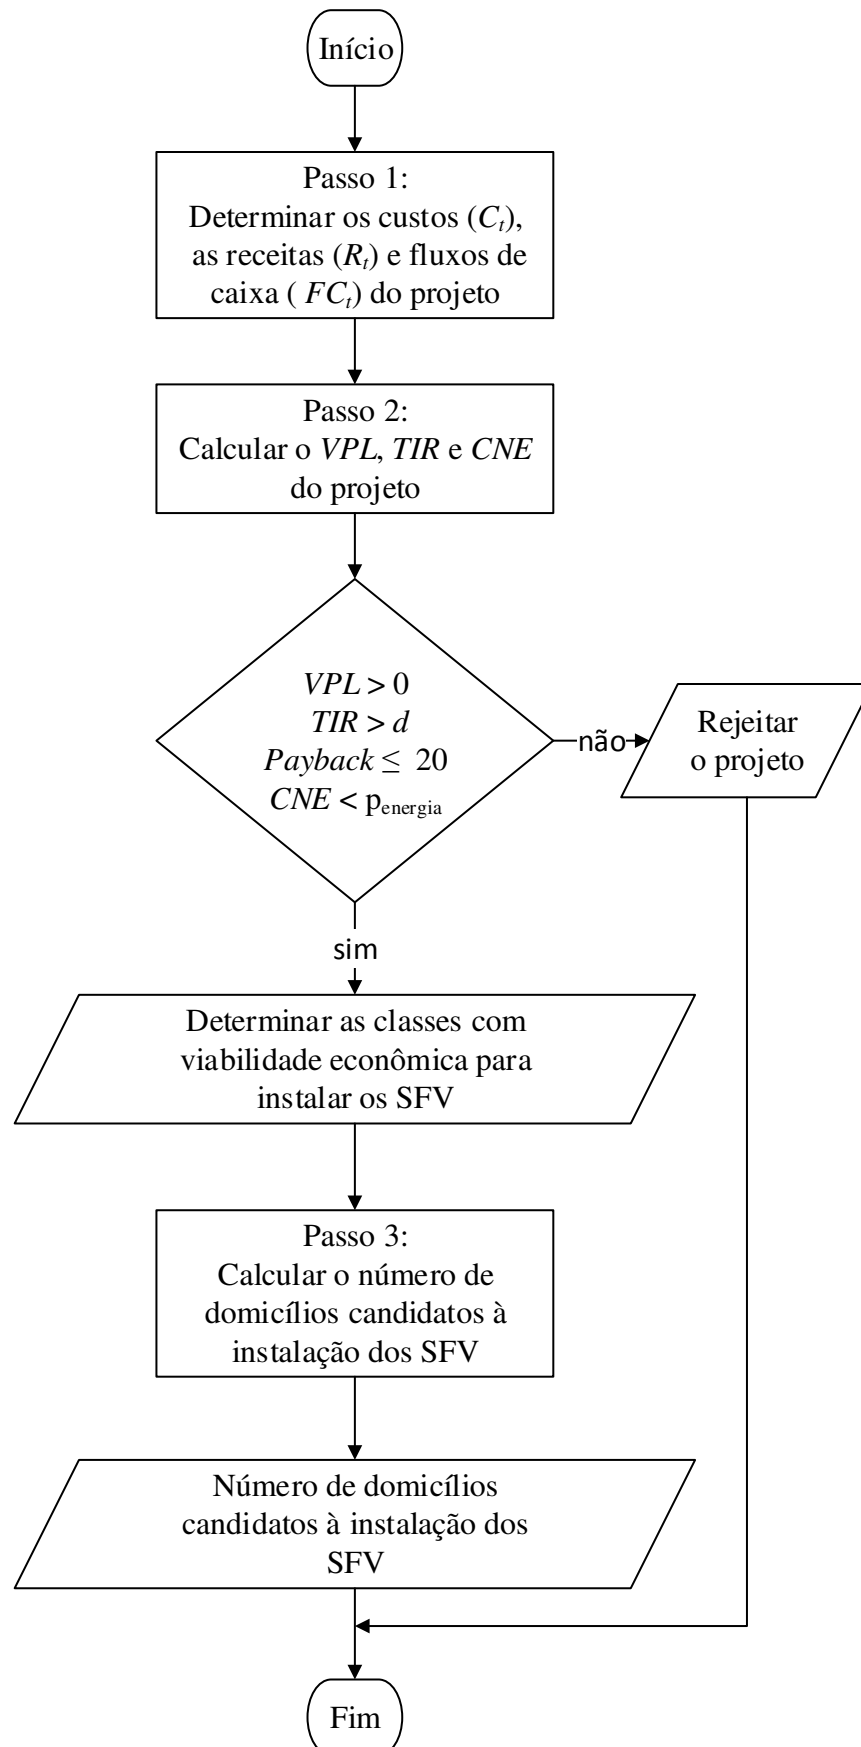 Início
Passo 1:
Determinar os custos (Cₜ),
as receitas (Rₜ) e fluxos de
caixa ( FCₜ) do projeto
Passo 2:
Calcular o VPL, TIR e CNE
do projeto
VPL > 0
TIR > d
Payback ≤ 20
CNE < p_energia
não
Rejeitar
o projeto
sim
Determinar as classes com
viabilidade econômica para
instalar os SFV
Passo 3:
Calcular o número de
domicílios candidatos à
instalação dos SFV
Número de domicílios
candidatos à instalação dos
SFV
Fim